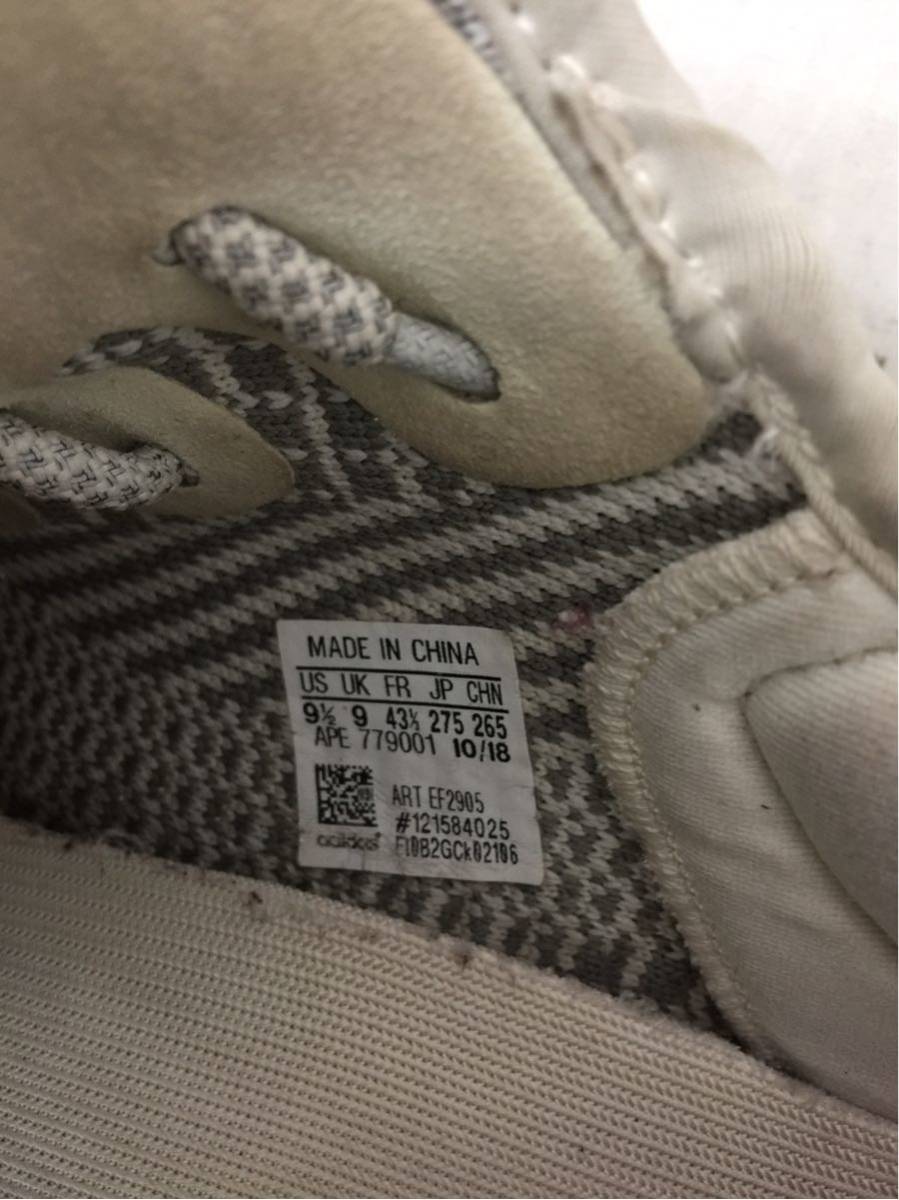 MADE IN CHINA
US UK FR JP CHN
9½ 9 43⅓ 275 265
APE 779001 10/18
ART EF2905
#121584025
adidas F10B2GCk02106